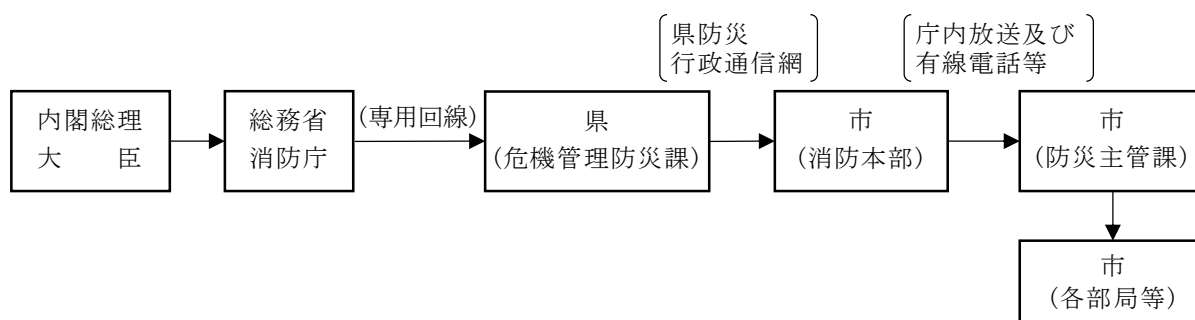 県防災
行政通信網
庁内放送及び
有線電話等
内閣総理
大臣
総務省
消防庁
(専用回線)
県
(危機管理防災課)
市
(消防本部)
市
(防災主管課)
市
(各部局等)